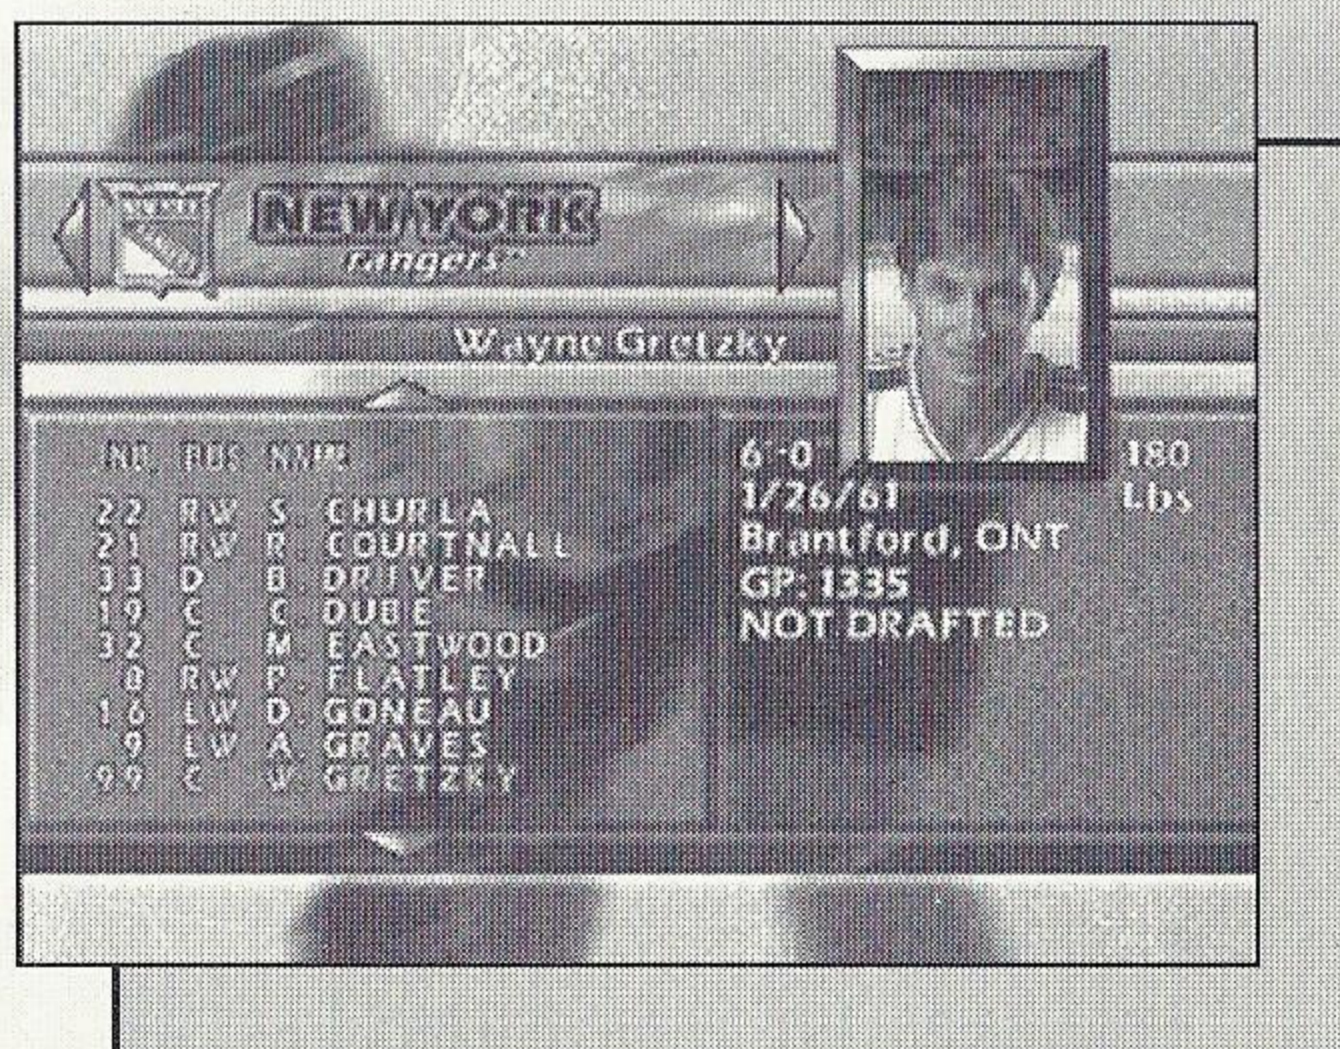 NEW YORK
rangers™
Wayne Gretzky
NO. POS NAME
22 RW S. CHURLA
21 RW R. COURTNALL
33 D B. DRIVER
19 C C. DUBE
32 C M. EASTWOOD
8 RW P. FLATLEY
16 LW D. GONEAU
9 LW A. GRAVES
99 C W. GRETZKY
6-0
180
Lbs
1/26/61
Brantford, ONT
GP: 1335
NOT DRAFTED